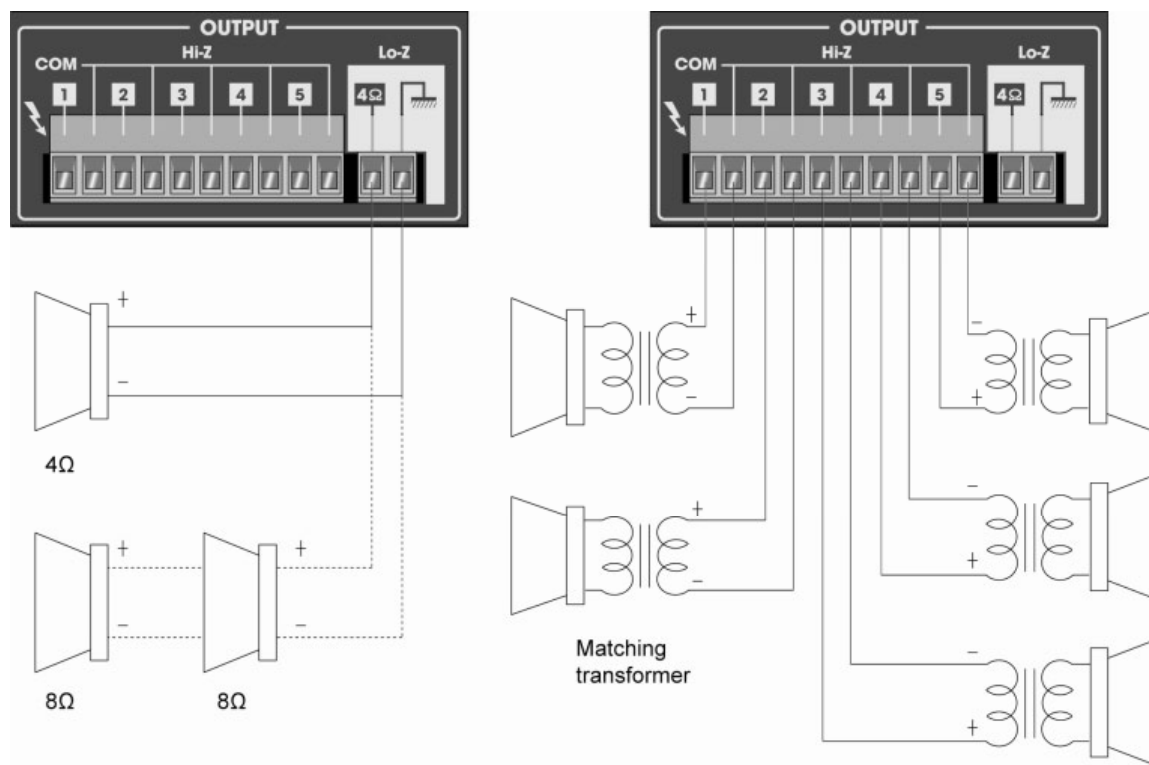 OUTPUT
Hi-Z
Lo-Z
COM
1 2 3 4 5 4Ω
+
−
4Ω
+ +
− −
8Ω 8Ω
OUTPUT
Hi-Z
Lo-Z
COM
1 2 3 4 5 4Ω
+
−
+
−
Matching
transformer
−
+
−
+
−
+